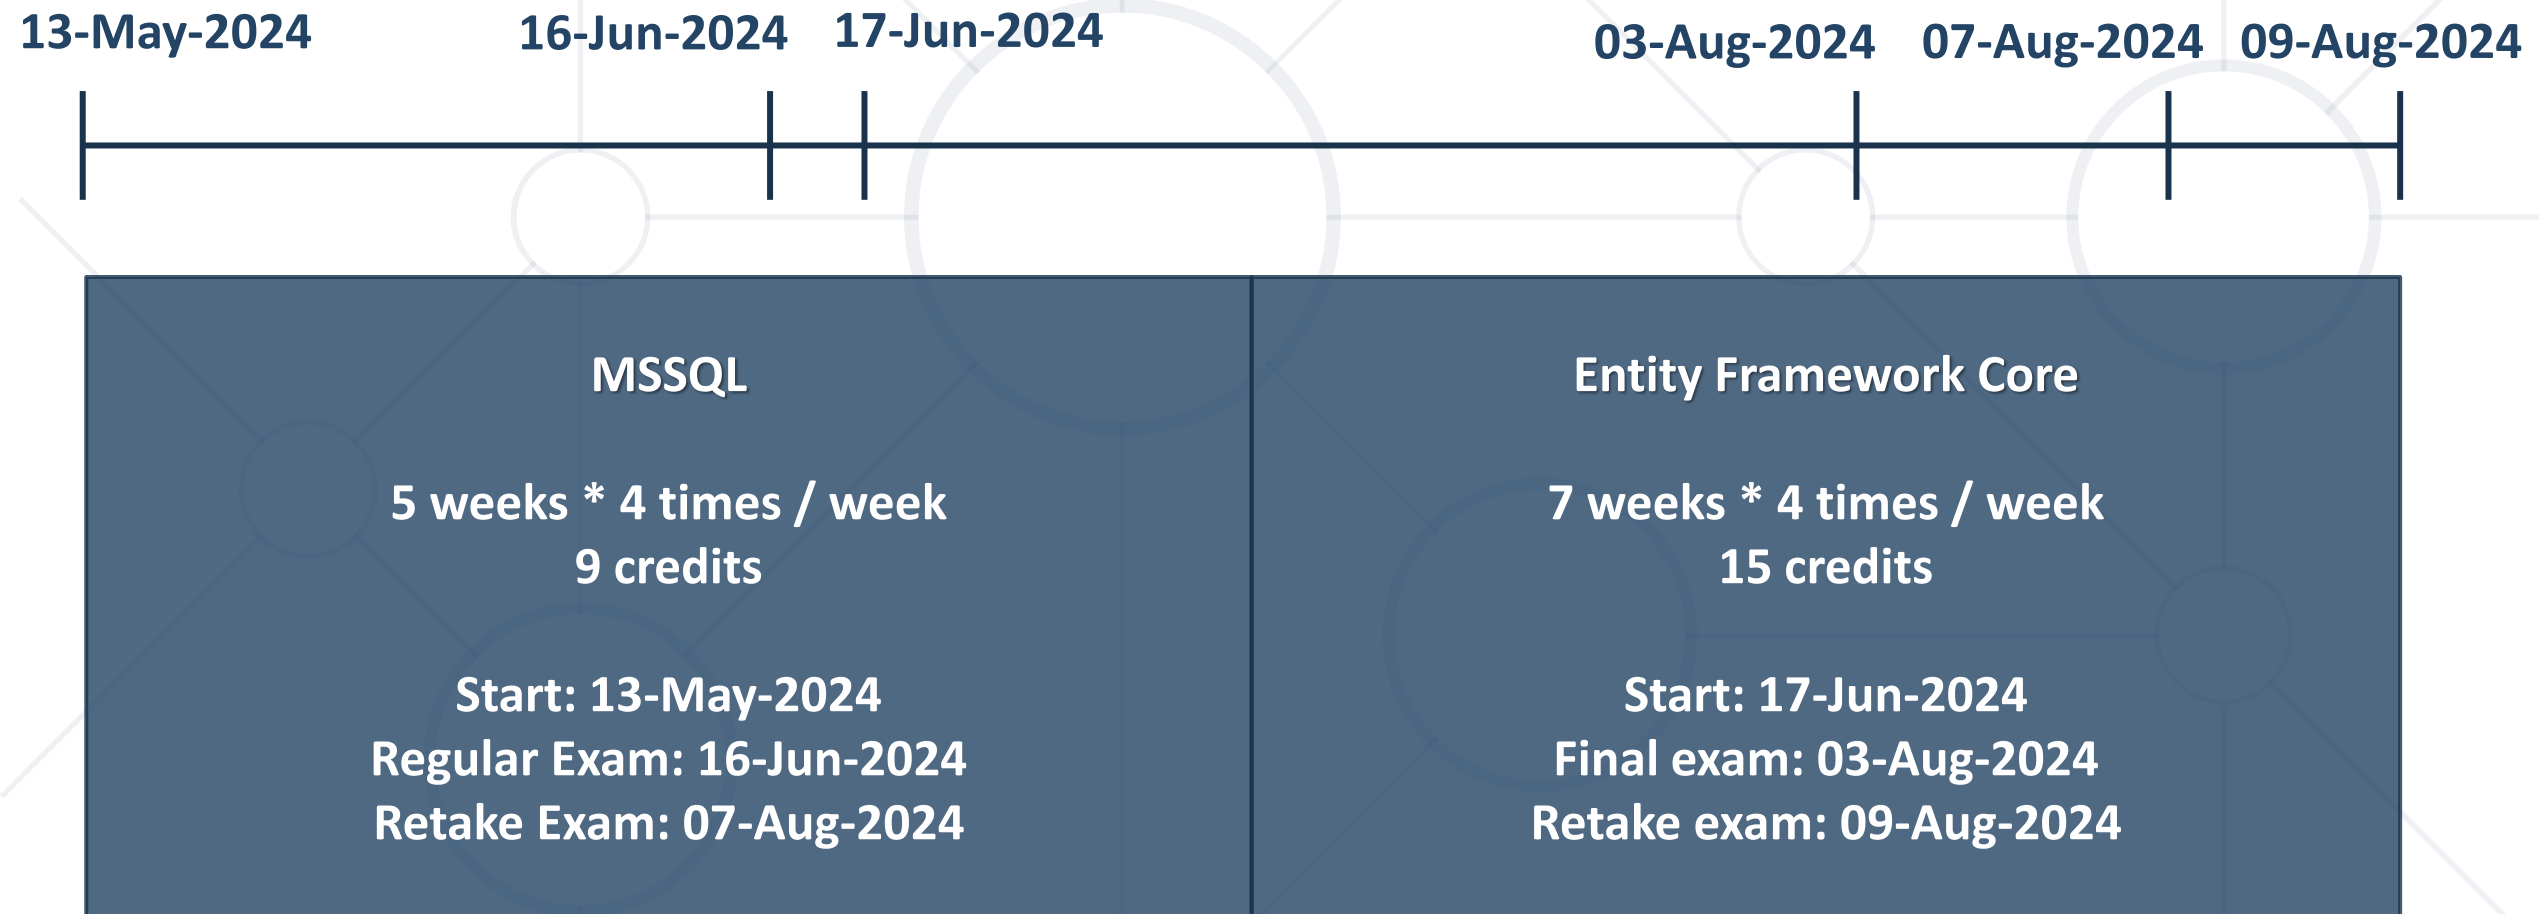 13-May-2024
16-Jun-2024
17-Jun-2024
03-Aug-2024
07-Aug-2024
09-Aug-2024
MSSQL
5 weeks * 4 times / week
9 credits
Start: 13-May-2024
Regular Exam: 16-Jun-2024
Retake Exam: 07-Aug-2024
Entity Framework Core
7 weeks * 4 times / week
15 credits
Start: 17-Jun-2024
Final exam: 03-Aug-2024
Retake exam: 09-Aug-2024